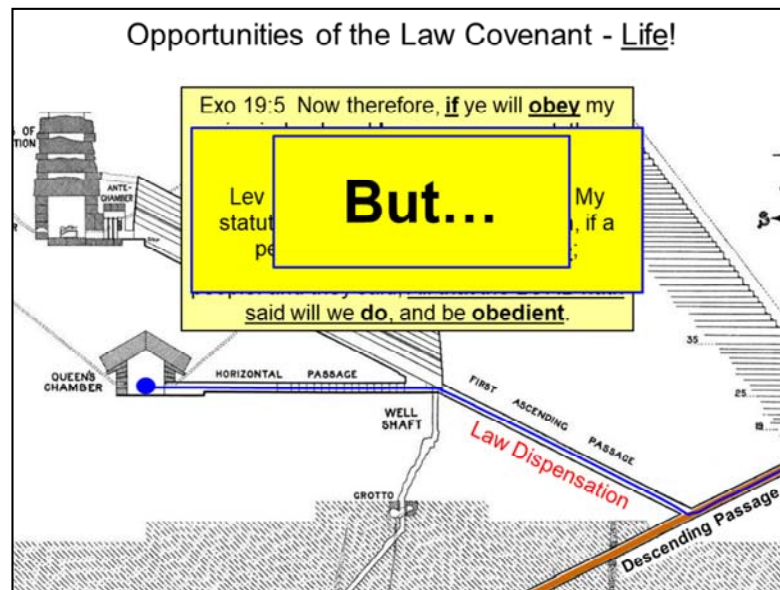 Opportunities of the Law Covenant - Life!
Exo 19:5 Now therefore, if ye will obey my
Lev My
statut , if a
pe ;
But…
said will we do, and be obedient.
ANTE-
CHAMBER
QUEEN'S
CHAMBER
HORIZONTAL PASSAGE
WELL
SHAFT
FIRST ASCENDING PASSAGE
Law Dispensation
GROTTO
Descending Passage
35
25